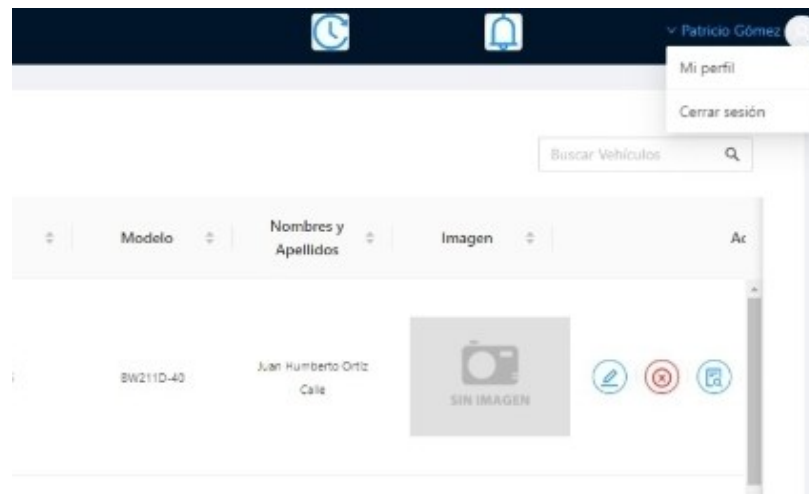 Patricio Gómez
Mi perfil
Cerrar sesión
Buscar Vehículos
Modelo
Nombres y
Apellidos
Imagen
Ac
BW211D-40
Juan Humberto Ortiz
Calle
SIN IMAGEN